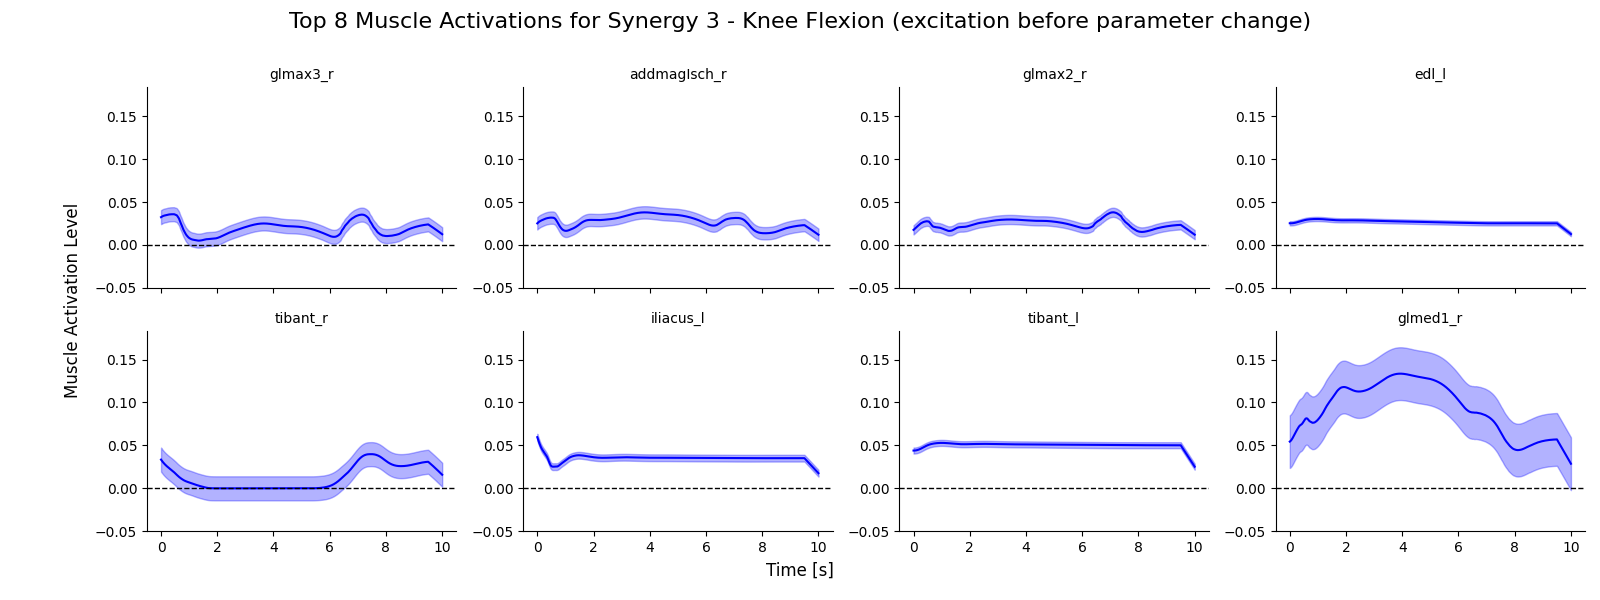 Top 8 Muscle Activations for Synergy 3 - Knee Flexion (excitation before parameter change)
glmax3_r
addmagIsch_r
glmax2_r
edl_l
0.15
0.10
0.05
0.00
−0.05
0.15
0.10
0.05
0.00
−0.05
0.15
0.10
0.05
0.00
−0.05
0.15
0.10
0.05
0.00
−0.05
Muscle Activation Level
tibant_r
iliacus_l
tibant_l
glmed1_r
0.15
0.10
0.05
0.00
−0.05
0 2 4 6 8 10
0.15
0.10
0.05
0.00
−0.05
0 2 4 6 8 10
0.15
0.10
0.05
0.00
−0.05
0 2 4 6 8 10
0.15
0.10
0.05
0.00
−0.05
0 2 4 6 8 10
Time [s]